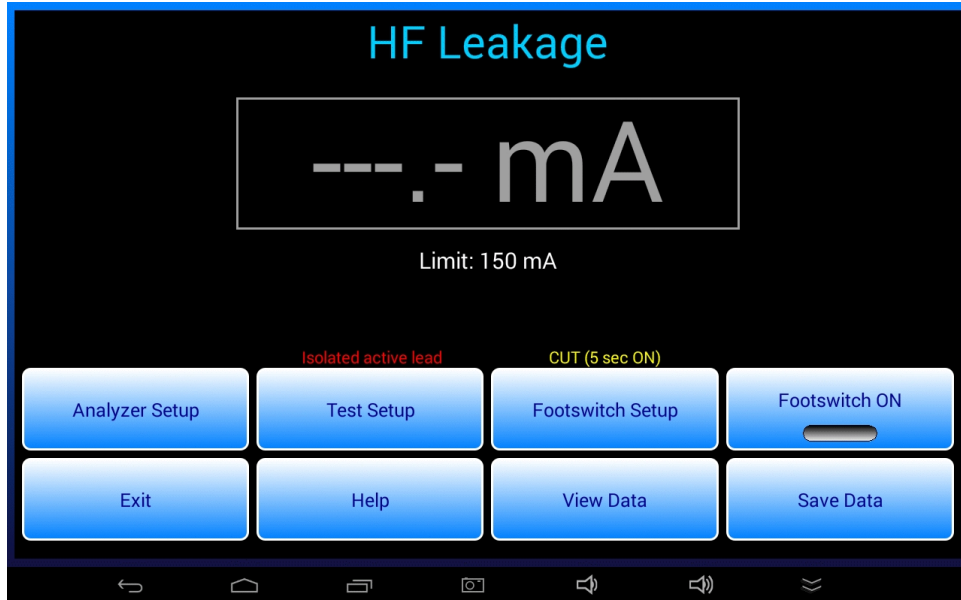 HF Leakage
---.- mA
Limit: 150 mA
Isolated active lead
CUT (5 sec ON)
Analyzer Setup
Test Setup
Footswitch Setup
Footswitch ON
Exit
Help
View Data
Save Data